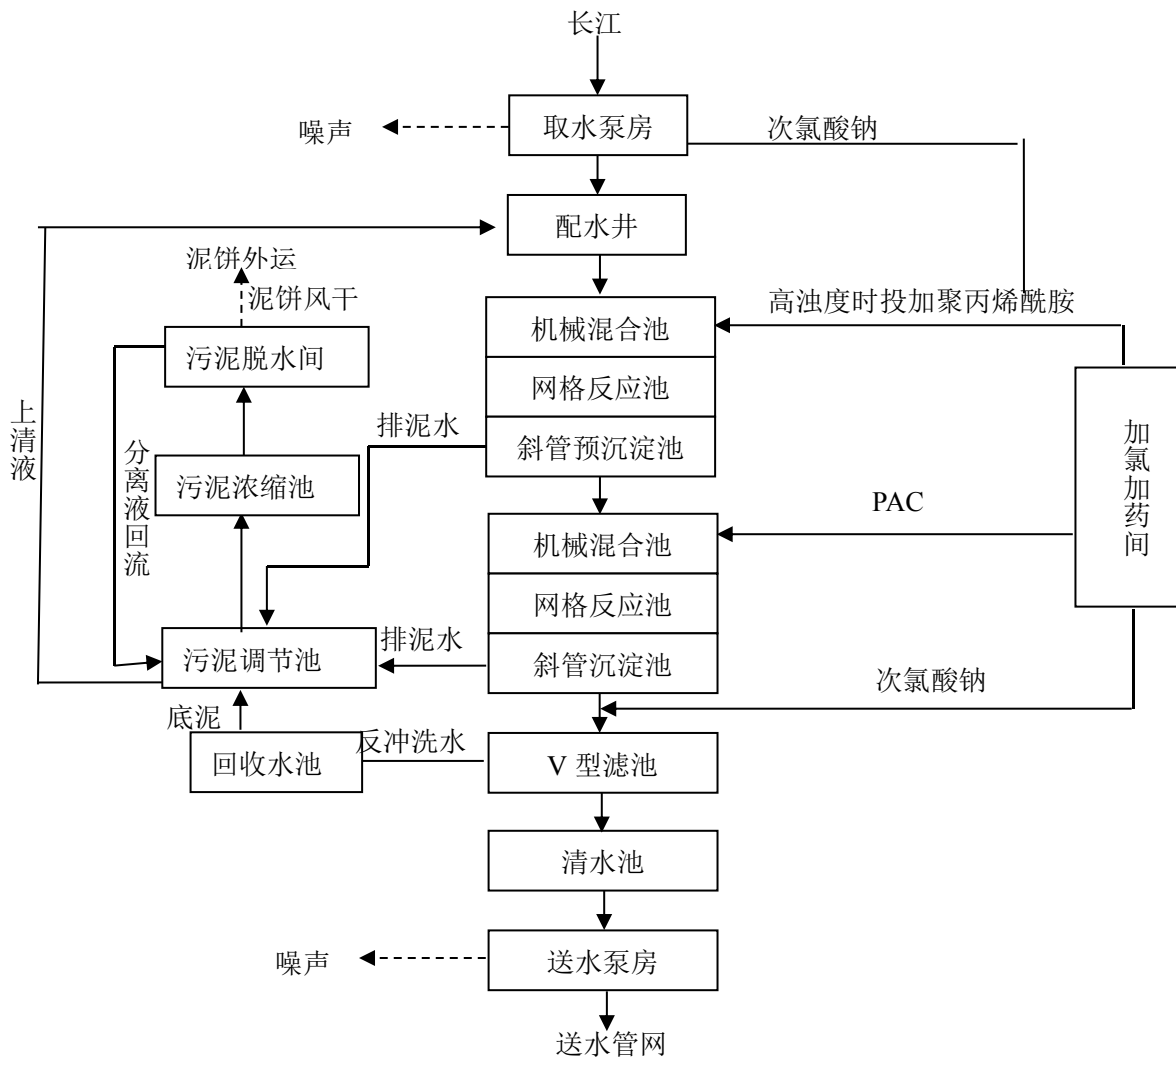 长江
取水泵房
噪声
次氯酸钠
配水井
泥饼外运
泥饼风干
高浊度时投加聚丙烯酰胺
机械混合池
污泥脱水间
网格反应池
上清液
排泥水
斜管预沉淀池
加氯加药间
分离液回流
污泥浓缩池
PAC
机械混合池
网格反应池
排泥水
污泥调节池
斜管沉淀池
次氯酸钠
底泥
反冲洗水
回收水池
V 型滤池
清水池
噪声
送水泵房
送水管网